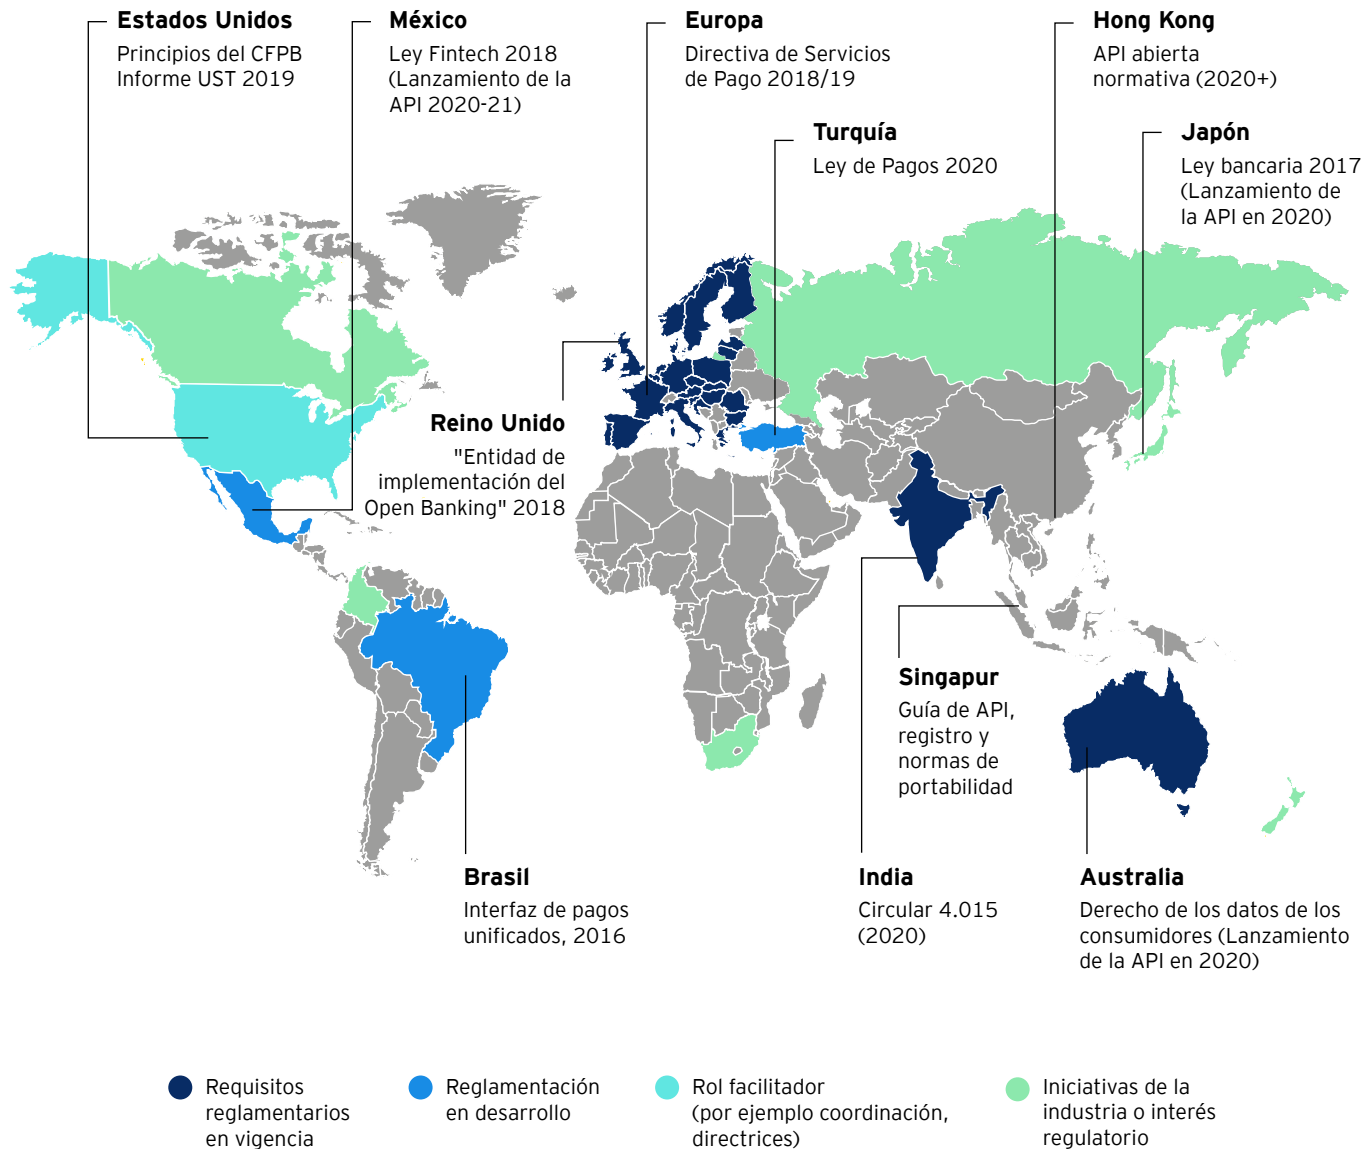 Estados Unidos
Principios del CFPB
Informe UST 2019
México
Ley Fintech 2018
(Lanzamiento de la
API 2020-21)
Europa
Directiva de Servicios
de Pago 2018/19
Hong Kong
API abierta
normativa (2020+)
Turquía
Ley de Pagos 2020
Japón
Ley bancaria 2017
(Lanzamiento de
la API en 2020)
Reino Unido
"Entidad de
implementación del
Open Banking" 2018
Singapur
Guía de API,
registro y
normas de
portabilidad
Brasil
Interfaz de pagos
unificados, 2016
India
Circular 4.015
(2020)
Australia
Derecho de los datos de los
consumidores (Lanzamiento
de la API en 2020)
Requisitos
reglamentarios
en vigencia
Reglamentación
en desarrollo
Rol facilitador
(por ejemplo coordinación,
directrices)
Iniciativas de la
industria o interés
regulatorio